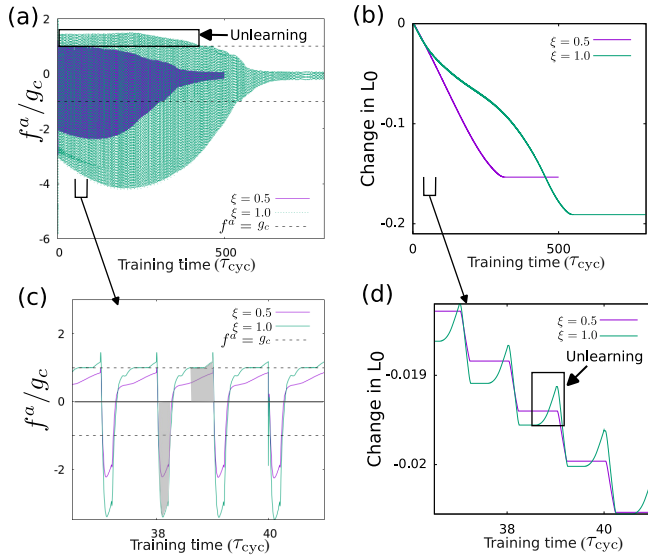 (a)
2
Unlearning
0
-2
-4
-6
f^a/g_c
ξ = 0.5
ξ = 1.0
f^a = g_c
0
500
Training time (τ_cyc)
(b)
0
-0.1
-0.2
Change in L0
ξ = 0.5
ξ = 1.0
0
500
Training time (τ_cyc)
(c)
2
0
-2
f^a/g_c
ξ = 0.5
ξ = 1.0
f^a = g_c
38
40
Training time (τ_cyc)
(d)
-0.019
-0.02
Change in L0
ξ = 0.5
ξ = 1.0
Unlearning
38
40
Training time (τ_cyc)